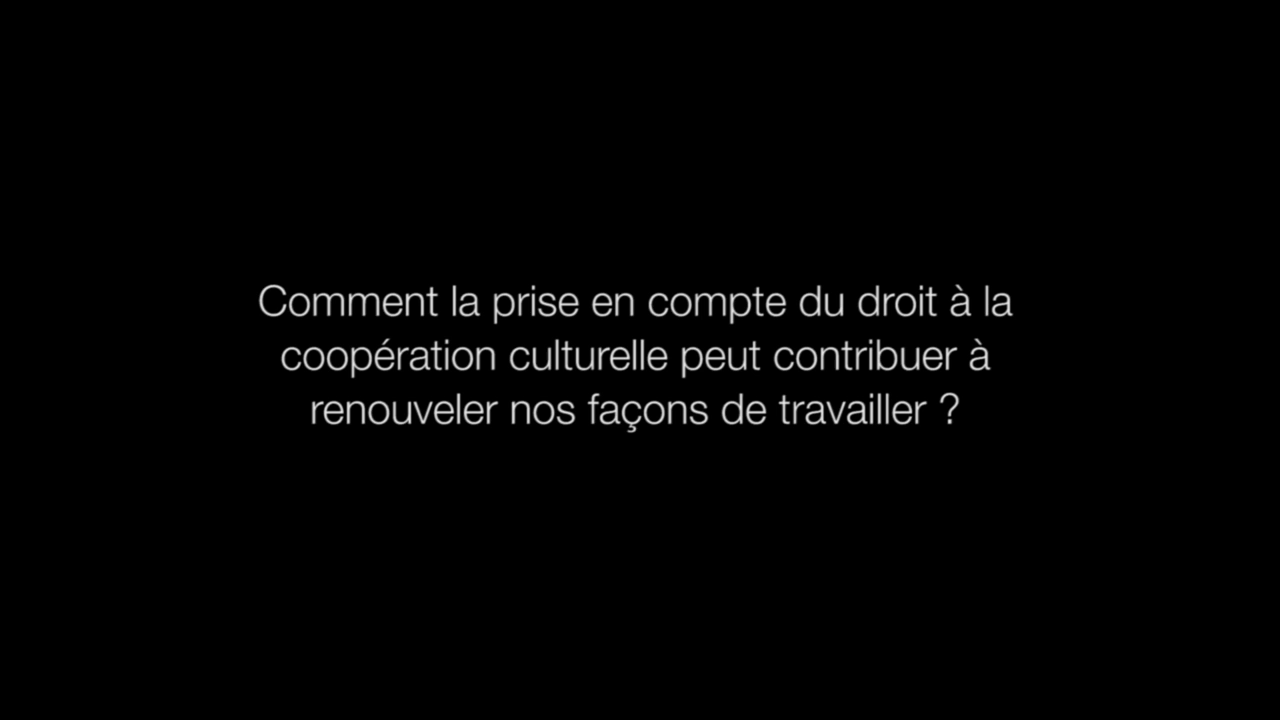 Comment la prise en compte du droit à la
coopération culturelle peut contribuer à
renouveler nos façons de travailler ?